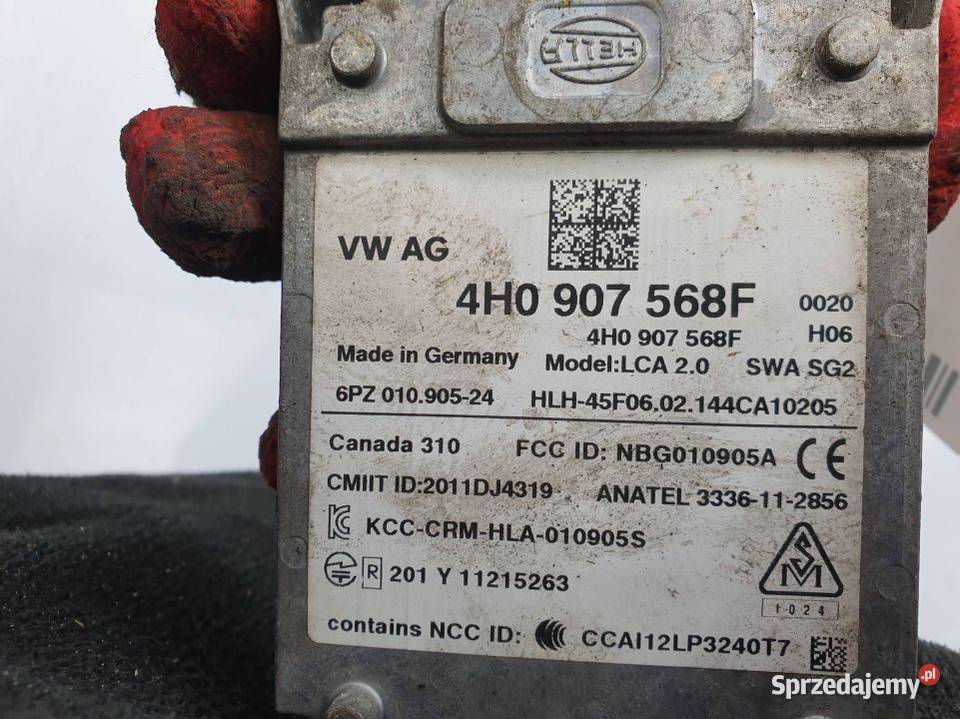 HELLA
VW AG
4H0 907 568F 0020
4H0 907 568F H06
Made in Germany Model:LCA 2.0 SWA SG2
6PZ 010.905-24 HLH-45F06.02.144CA10205
Canada 310 FCC ID: NBG010905A CE
CMIIT ID:2011DJ4319 ANATEL 3336-11-2856
KCC-CRM-HLA-010905S
R 201 Y 11215263
SM
1024
contains NCC ID: CCAI12LP3240T7
Sprzedajemy.pl